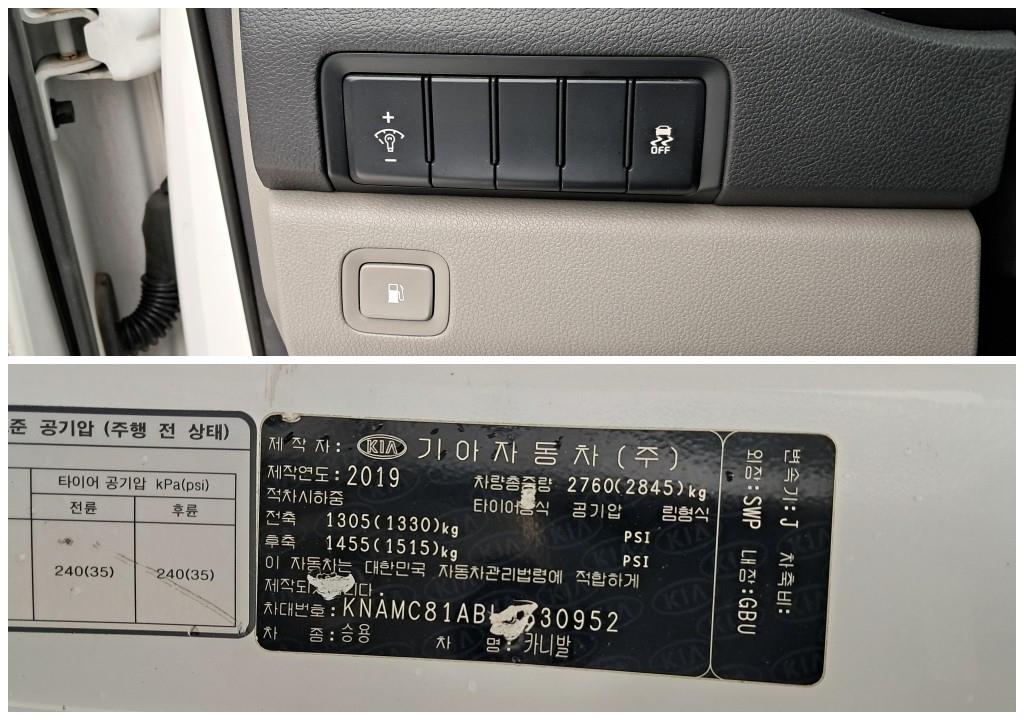 +
-
OFF
준 공기압 (주행 전 상태)
타이어 공기압 kPa(psi)
전륜 후륜
240(35) 240(35)
제작자: KIA 기아자동차(주)
제작연도: 2019 차량총중량 2760(2845)kg
적차시하중 타이어형식 공기압 림형식
전축 1305(1330)kg PSI
후축 1455(1515)kg PSI
이 자동차는 대한민국 자동차관리법령에 적합하게
제작되
차대번호: KNAMC81AB 30952
차 종: 승용 차 명: 카니발
변속기: J 차축비:
외장: SWP 내장: GBU